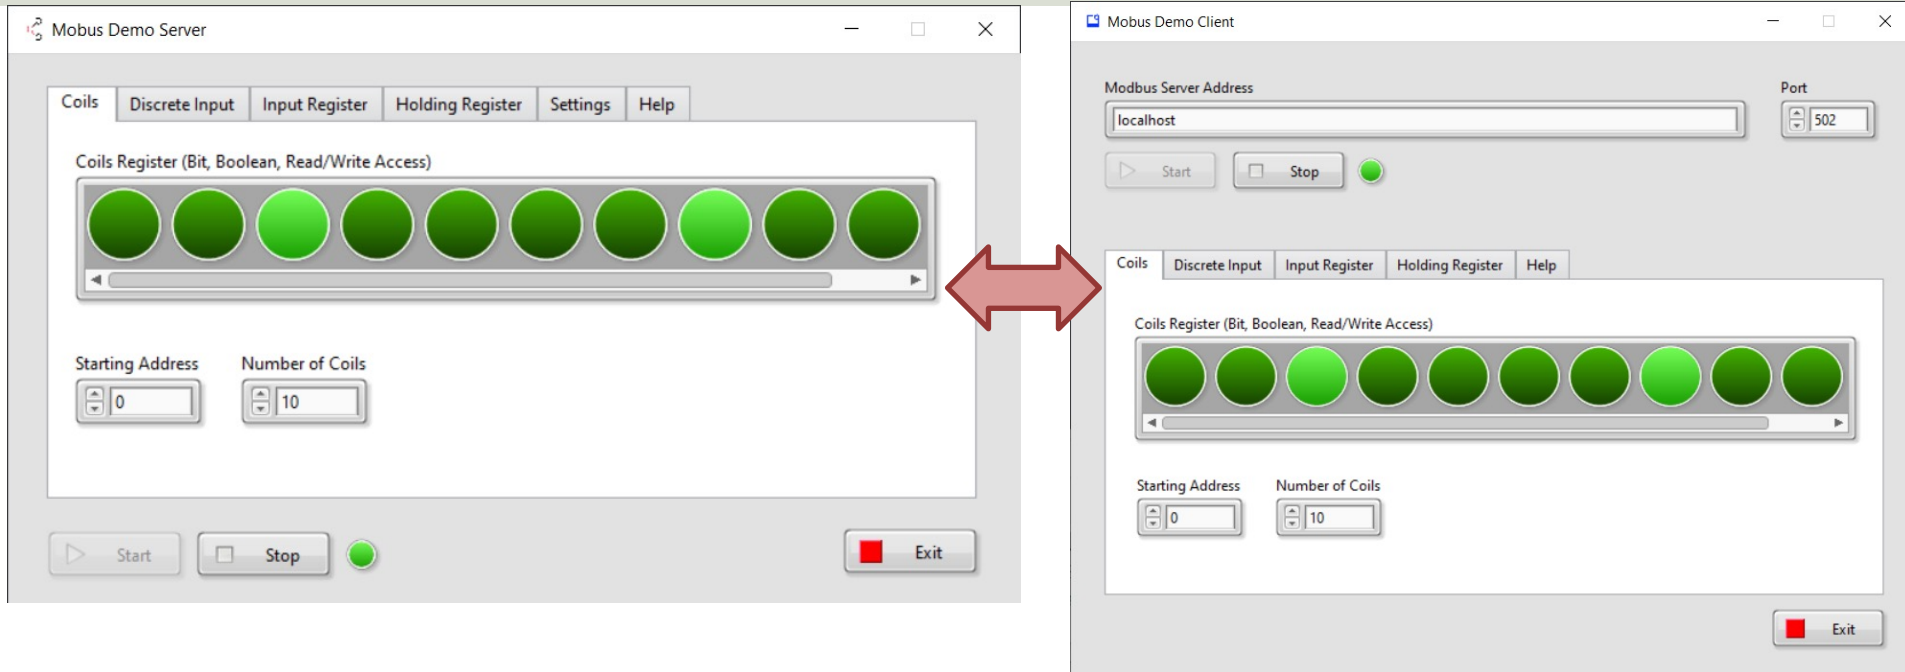 Mobus Demo Server
Coils Discrete Input Input Register Holding Register Settings Help
Coils Register (Bit, Boolean, Read/Write Access)
Starting Address Number of Coils
0 10
Start Stop Exit
Mobus Demo Client
Modbus Server Address Port
localhost 502
Start Stop
Coils Discrete Input Input Register Holding Register Help
Coils Register (Bit, Boolean, Read/Write Access)
Starting Address Number of Coils
0 10
Exit